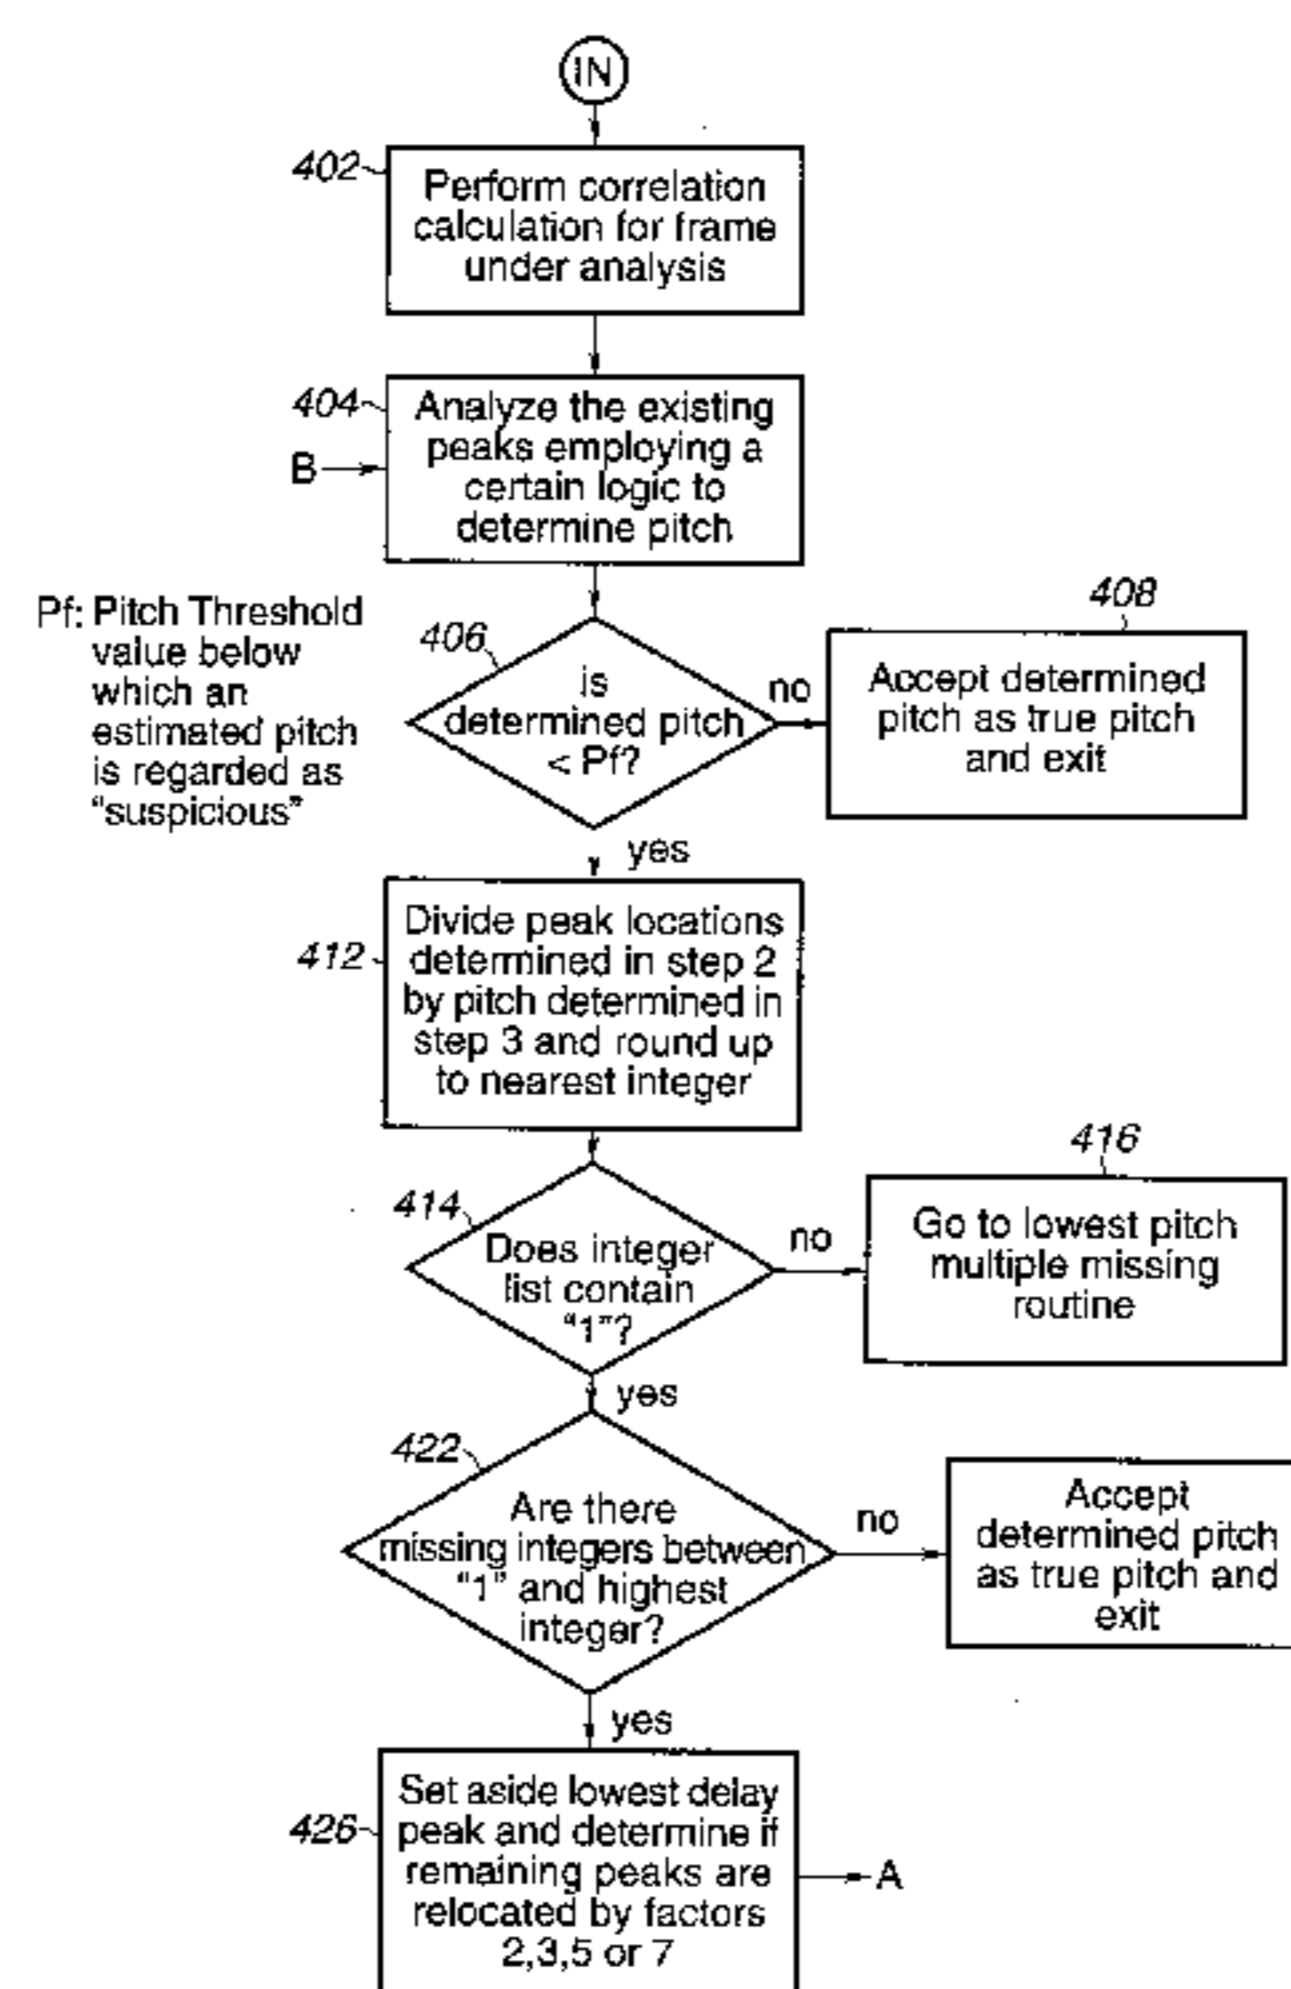 IN
402
Perform correlation
calculation for frame
under analysis
404
Analyze the existing
peaks employing a
certain logic to
determine pitch
B
Pf: Pitch Threshold
value below
which an
estimated pitch
is regarded as
“suspicious”
406
is
determined pitch
< Pf?
no
408
Accept determined
pitch as true pitch
and exit
yes
412
Divide peak locations
determined in step 2
by pitch determined in
step 3 and round up
to nearest integer
414
Does integer
list contain
“1”?
no
416
Go to lowest pitch
multiple missing
routine
yes
422
Are there
missing integers between
“1” and highest
integer?
no
Accept
determined pitch
as true pitch and
exit
yes
426
Set aside lowest delay
peak and determine if
remaining peaks are
relocated by factors
2,3,5 or 7
A